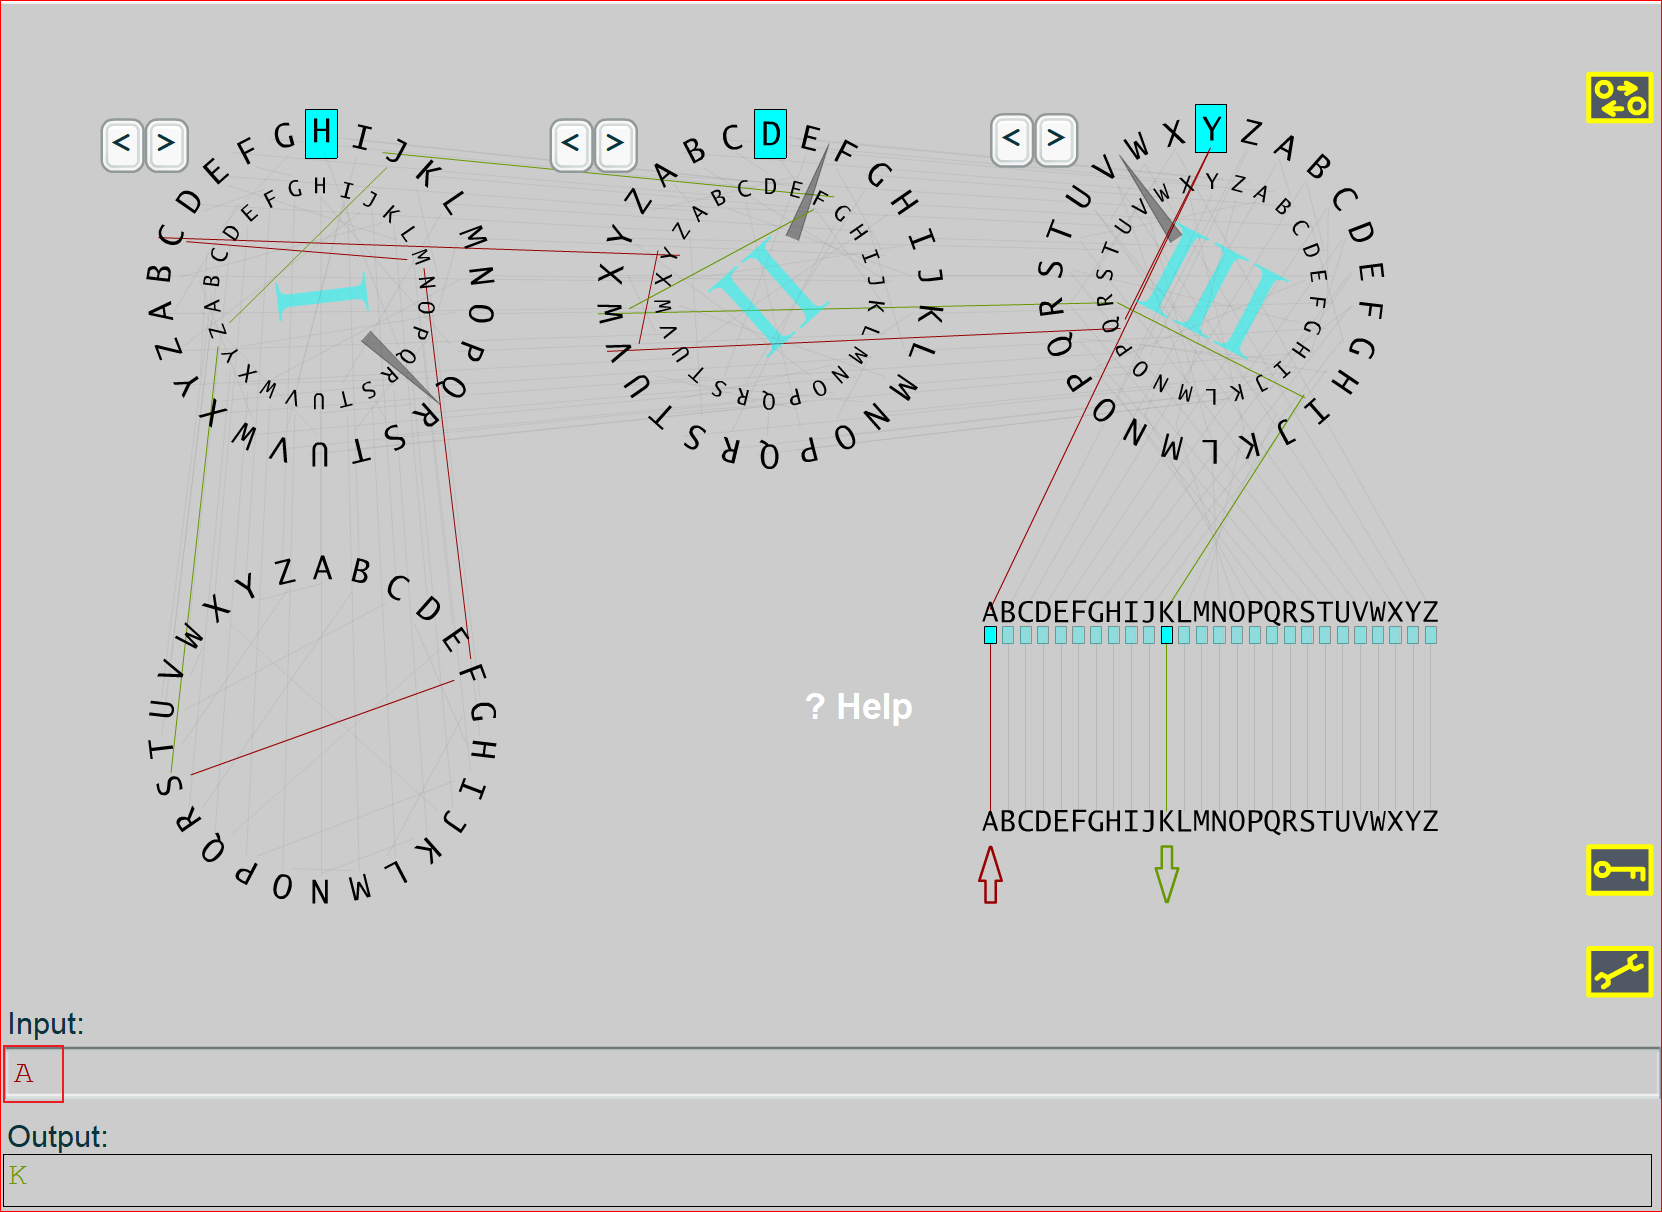 < >
< >
< >
H I J K L M N O P Q R S T U V W X Y Z A B C D E F G
H I J K L M N O P Q R S T U V W X Y Z A B C D E F G
I
D E F G H I J K L M N O P Q R S T U V W X Y Z A B C
D E F G H I J K L M N O P Q R S T U V W X Y Z A B C
II
Y Z A B C D E F G H I J K L M N O P Q R S T U V W X
Y Z A B C D E F G H I J K L M N O P Q R S T U V W X
III
A B C D E F G H I J K L M N O P Q R S T U V W X Y Z
ABCDEFGHIJKLMNOPQRSTUVWXYZ
? Help
ABCDEFGHIJKLMNOPQRSTUVWXYZ
Input:
A
Output:
K